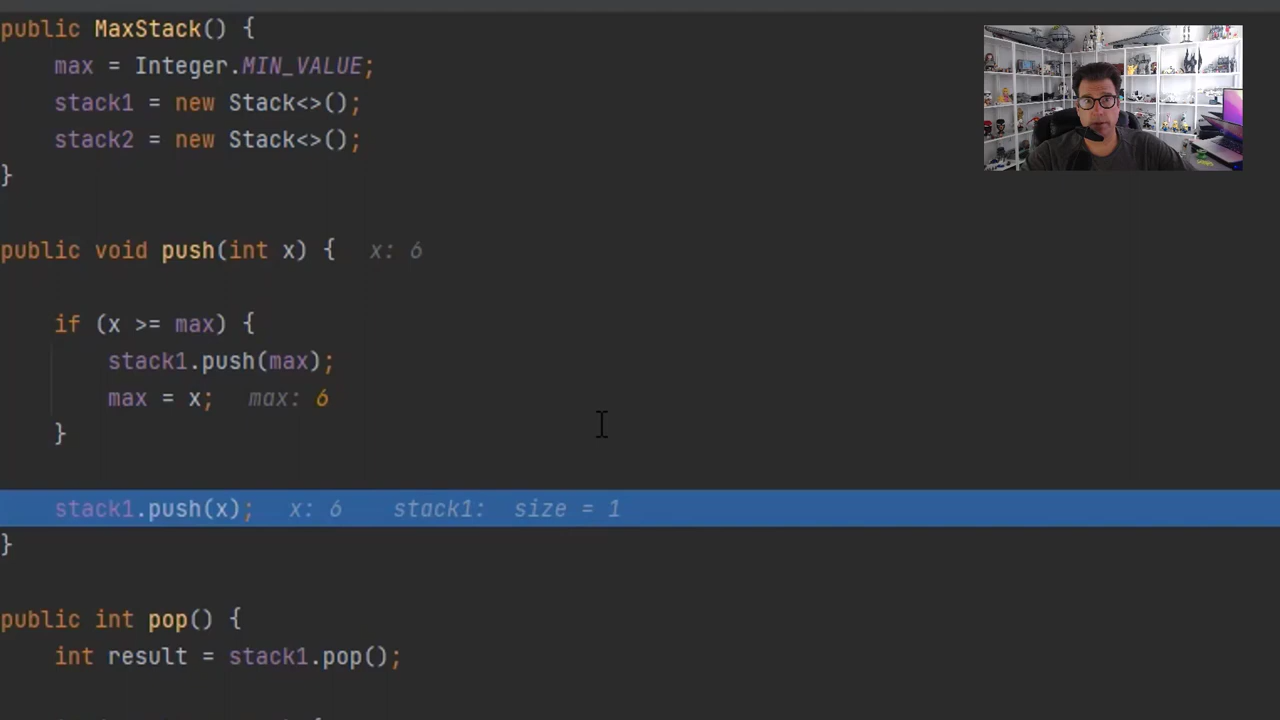 public MaxStack() {
max = Integer.MIN_VALUE;
stack1 = new Stack<>();
stack2 = new Stack<>();
}
public void push(int x) { x: 6
if (x >= max) {
stack1.push(max);
max = x; max: 6
}
stack1.push(x); x: 6 stack1: size = 1
}
public int pop() {
int result = stack1.pop();